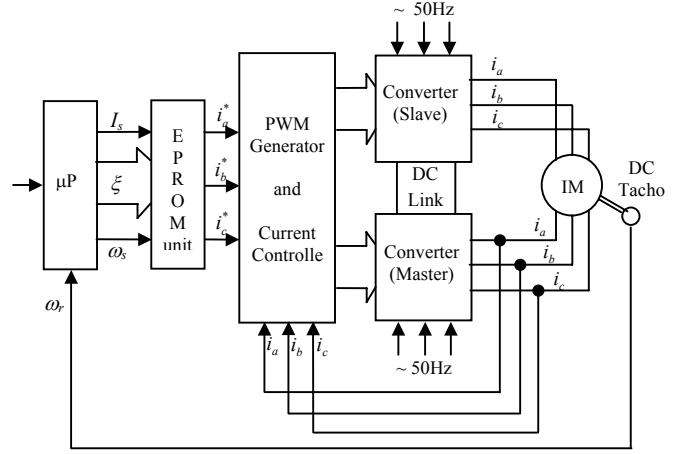 ~ 50Hz
μP
I_s
ξ
ω_s
ω_r
E
P
R
O
M
unit
i_a^*
i_b^*
i_c^*
PWM
Generator
and
Current
Controlle
Converter
(Slave)
DC
Link
Converter
(Master)
i_a
i_b
i_c
IM
DC
Tacho
i_a
i_b
i_c
i_a
i_b
i_c
~ 50Hz